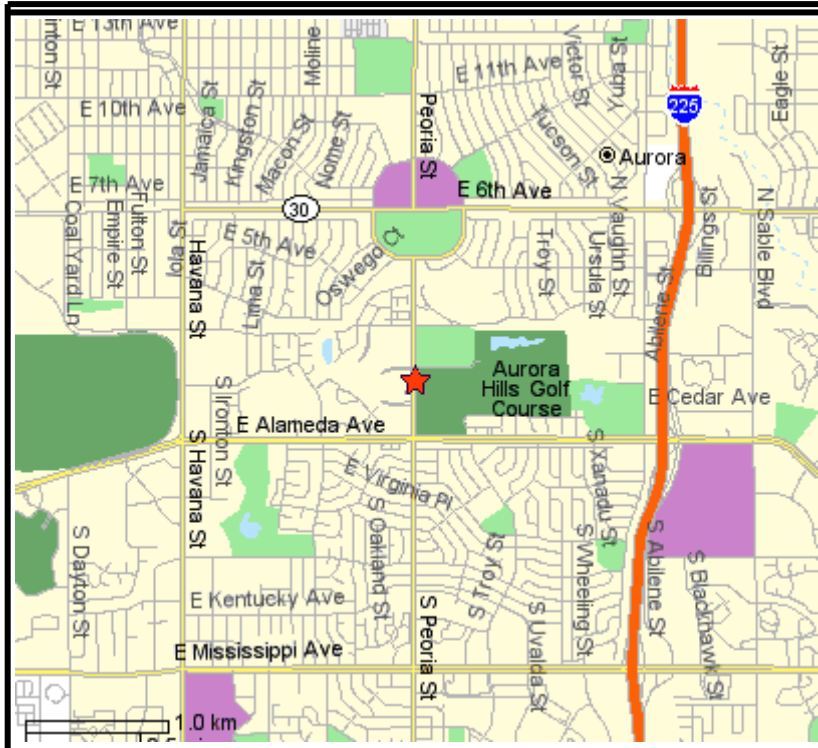 E 13th Ave
Moline
Victor St
Yuba St
Eagle St
E 11th Ave
225
E 10th Ave
Jamaica St
Kingston St
Macon St
Nome St
Peoria St
Tucson St
Aurora
E 7th Ave
E 6th Ave
30
Coal Yard Ln
Empire St
Fulton St
Iola St
Havana St
E 5th Ave
Lima St
Oswego Ct
Troy St
Ursula St
N Vaughn St
Abilene St
Billings St
N Sable Blvd
Aurora
Hills Golf
Course
S Ironton St
E Cedar Ave
E Alameda Ave
S Havana St
E Virginia Pl
S Xanadu St
S Dayton St
S Oakland St
S Troy St
S Wheeling St
S Abilene St
S Blackhawk St
E Kentucky Ave
S Peoria St
S Uvalda St
E Mississippi Ave
1.0 km